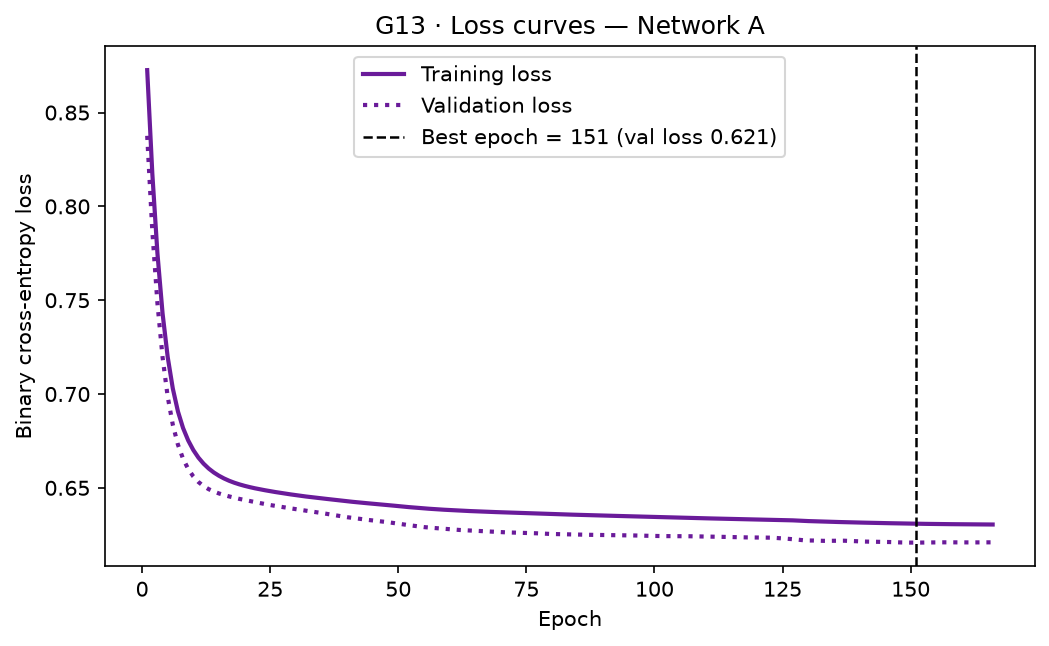 G13 · Loss curves — Network A
Training loss
Validation loss
Best epoch = 151 (val loss 0.621)
Binary cross-entropy loss
0.85
0.80
0.75
0.70
0.65
0 25 50 75 100 125 150
Epoch